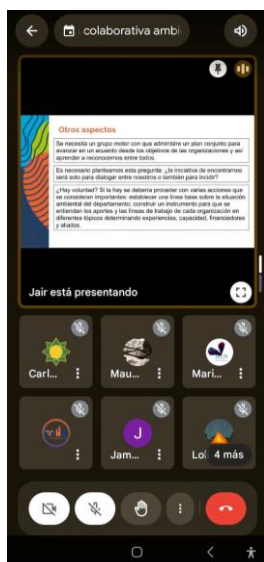 colaborativa ambi
Otros aspectos
Se necesita un grupo motor con que administre un plan conjunto para
avanzar en un acuerdo desde los objetivos de las organizaciones y así
aprender a reconocernos entre todos.
Es necesario plantearnos esta pregunta: ¿la iniciativa de encontrarnos
será solo para dialogar entre nosotros o también para incidir?
¿Hay voluntad? Si la hay se debería proceder con varias acciones que
se consideran importantes: establecer una línea base sobre la situación
ambiental del departamento; construir un instrumento para que se
entiendan los aportes y las líneas de trabajo de cada organización en
diferentes tópicos determinando experiencias, capacidad, financiadores
y aliados.
Jair está presentando
Carl...
Mau...
Mari...
J
Jam...
Lol
4 más